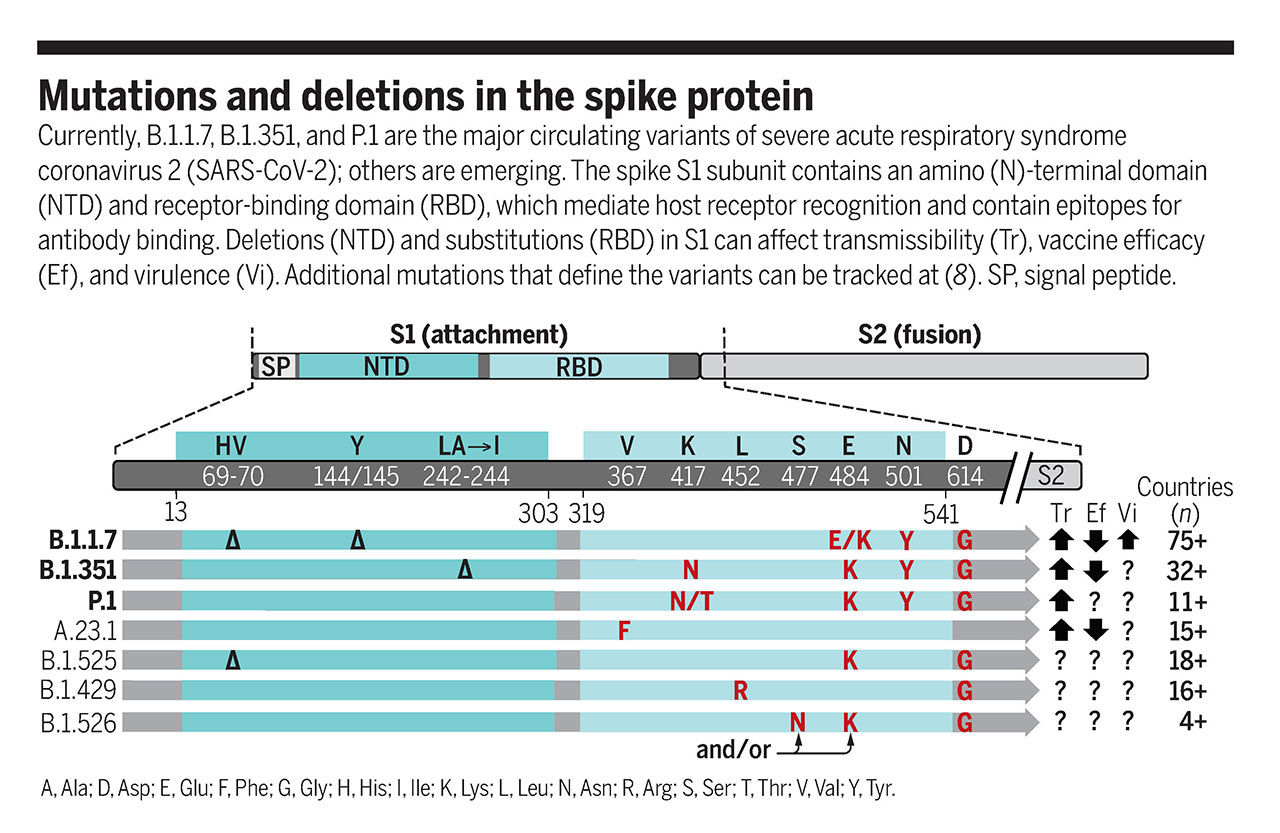 Mutations and deletions in the spike protein
Currently, B.1.1.7, B.1.351, and P.1 are the major circulating variants of severe acute respiratory syndrome
coronavirus 2 (SARS-CoV-2); others are emerging. The spike S1 subunit contains an amino (N)-terminal domain
(NTD) and receptor-binding domain (RBD), which mediate host receptor recognition and contain epitopes for
antibody binding. Deletions (NTD) and substitutions (RBD) in S1 can affect transmissibility (Tr), vaccine efficacy
(Ef), and virulence (Vi). Additional mutations that define the variants can be tracked at (8). SP, signal peptide.
S1 (attachment) S2 (fusion)
SP NTD RBD
HV Y LA→I V K L S E N D
69-70 144/145 242-244 367 417 452 477 484 501 614 S2
13 303 319 541
Countries
Tr Ef Vi (n)
B.1.1.7 Δ Δ E/K Y G 75+
B.1.351 Δ N K Y G ? 32+
P.1 N/T K Y G ? ? 11+
A.23.1 F ? 15+
B.1.525 Δ K G ? ? ? 18+
B.1.429 R G ? ? ? 16+
B.1.526 N K G ? ? ? 4+
and/or
A, Ala; D, Asp; E, Glu; F, Phe; G, Gly; H, His; I, Ile; K, Lys; L, Leu; N, Asn; R, Arg; S, Ser; T, Thr; V, Val; Y, Tyr.